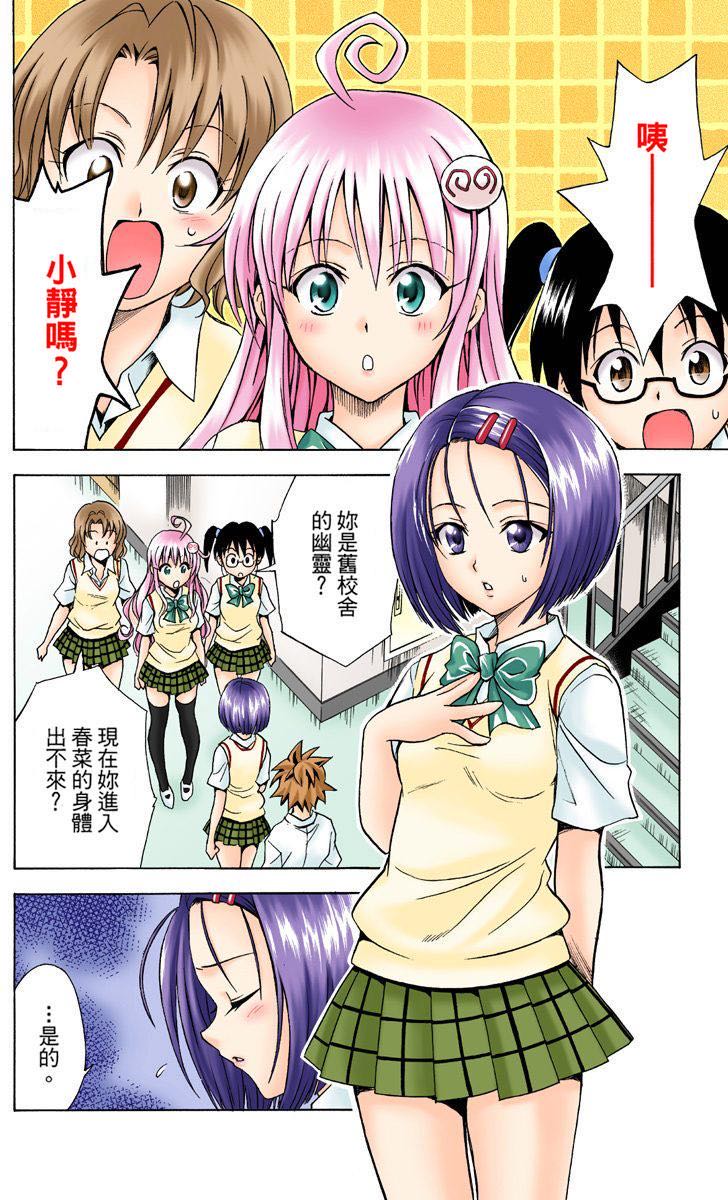 咦——
小靜嗎？
妳是舊校舍
的幽靈？
現在妳進入
春菜的身體
出不來？
…是的。